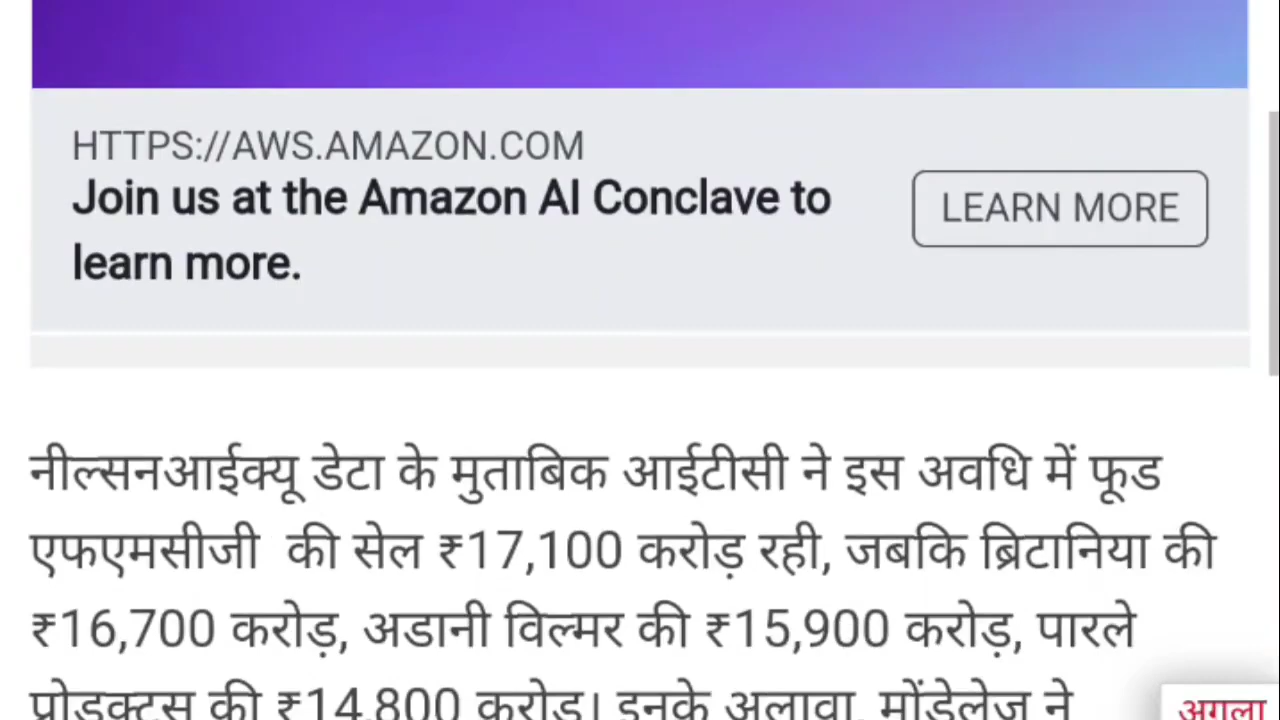 HTTPS://AWS.AMAZON.COM
Join us at the Amazon AI Conclave to
learn more.
LEARN MORE
नील्सनआईक्यू डेटा के मुताबिक आईटीसी ने इस अवधि में फूड
एफएमसीजी की सेल ₹17,100 करोड़ रही, जबकि ब्रिटानिया की
₹16,700 करोड़, अडानी विल्मर की ₹15,900 करोड़, पारले
प्रोडक्ट्स की ₹14,800 करोड़। इनके अलावा, मोंडेलेज ने
अगला